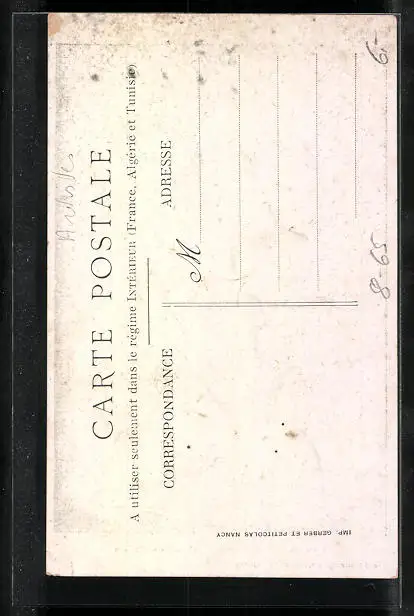 CARTE POSTALE
A utiliser seulement dans le régime INTÉRIEUR (France, Algérie et Tunisie)
CORRESPONDANCE ADRESSE
M
IMP. GERBER ET PETITCOLAS NANCY
8-65
6,-